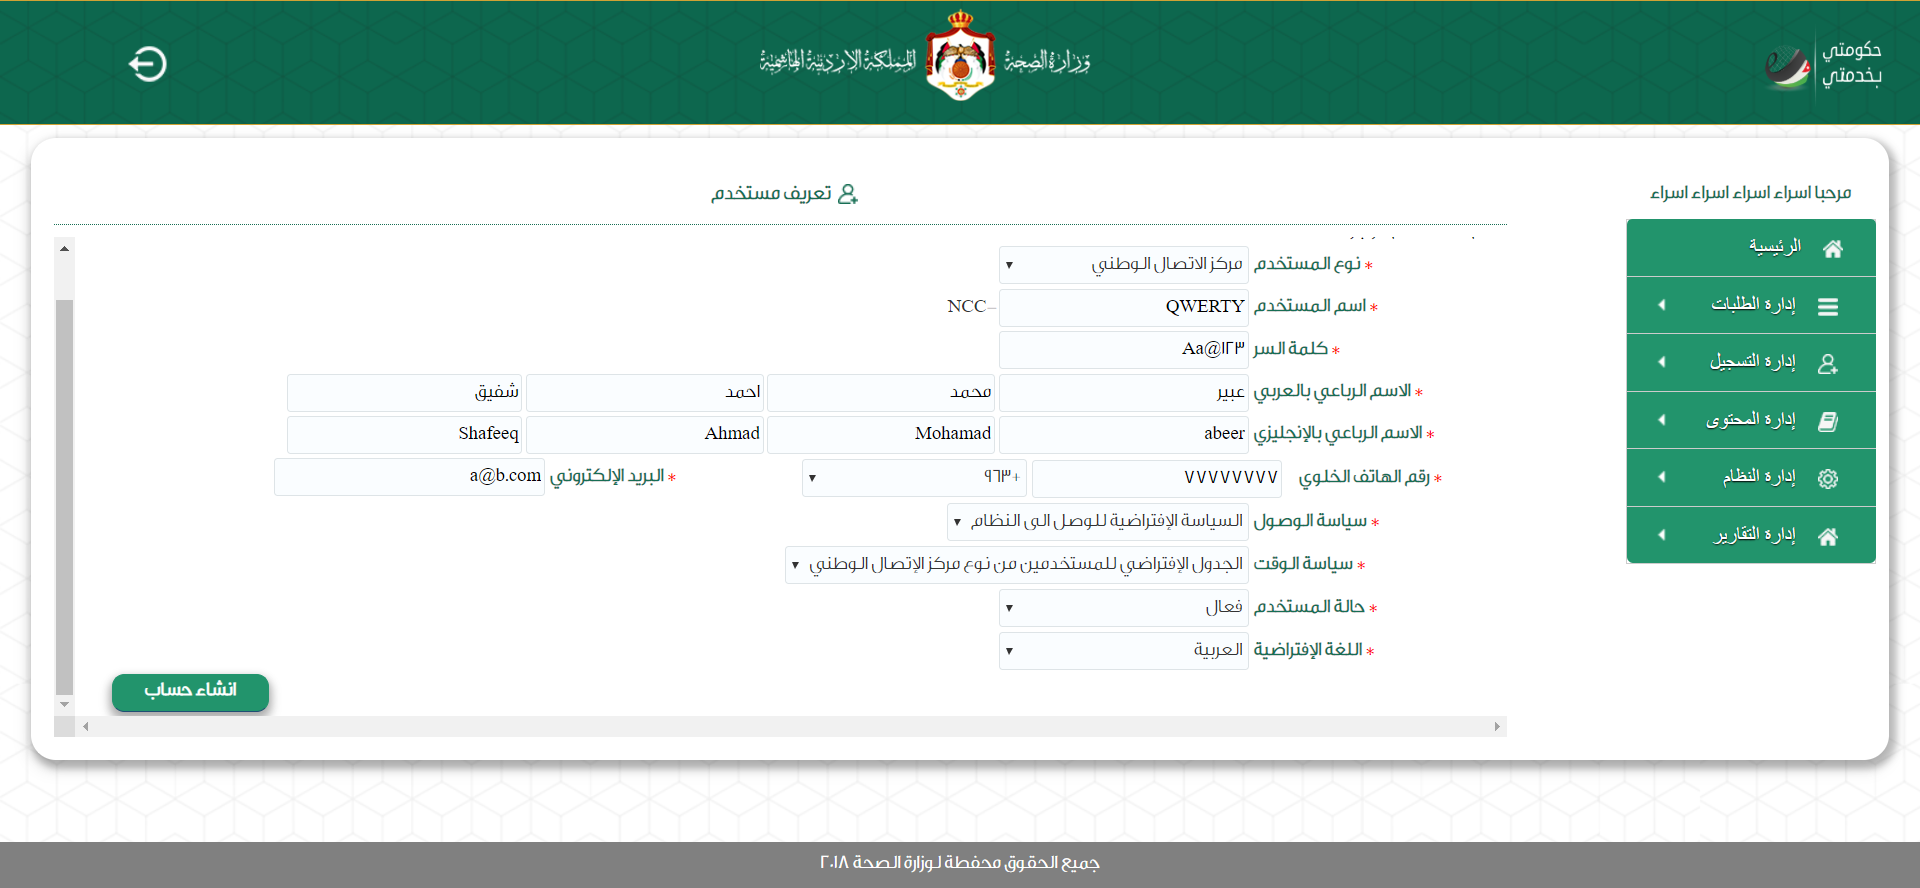 حكومتي
بخدمتي
وزارة الصحة
المملكة الاردنية الهاشمية
مرحبا اسراء اسراء اسراء اسراء
الرئيسية
إدارة الطلبات
إدارة التسجيل
إدارة المحتوى
إدارة النظام
إدارة التقارير
تعريف مستخدم
* نوع المستخدم مركز الاتصال الوطني
* اسم المستخدم QWERTY NCC-
* كلمة السر Aa@١٢٣
* الاسم الرباعي بالعربي عبير محمد احمد شفيق
* الاسم الرباعي بالإنجليزي abeer Mohamad Ahmad Shafeeq
* رقم الهاتف الخلوي ٧٧٧٧٧٧٧٧ +٩٦٣ * البريد الإلكتروني a@b.com
* سياسة الوصول السياسة الإفتراضية للوصل الى النظام
* سياسة الوقت الجدول الإفتراضي للمستخدمين من نوع مركز الإتصال الوطني
* حالة المستخدم فعال
* اللغة الإفتراضية العربية
انشاء حساب
جميع الحقوق محفطة لوزارة الصحة ٢٠١٨